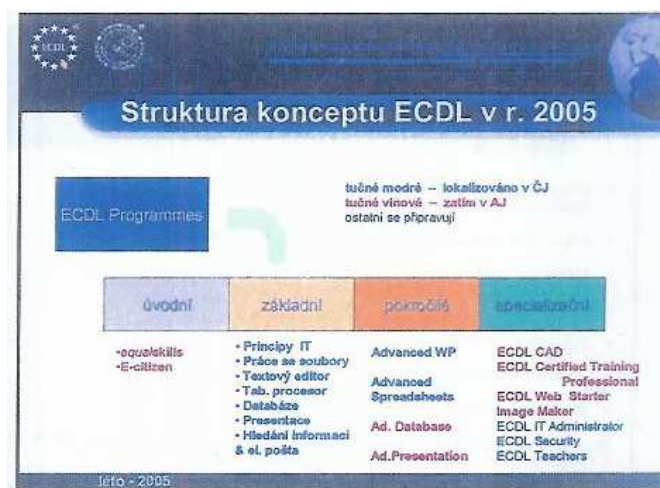 ECDL
Struktura konceptu ECDL v r. 2005
ECDL Programmes
tučné modré – lokalizováno v ČJ
tučné vínové – zatím v AJ
ostatní se připravují
úvodní
základní
pokročilé
specializační
•equalskills
•E-citizen
• Principy IT
• Práce se soubory
• Textový editor
• Tab. procesor
• Databáze
• Presentace
• Hledání informací
& el. pošta
Advanced WP
Advanced
Spreadsheets
Ad. Database
Ad.Presentation
ECDL CAD
ECDL Certified Training
Professional
ECDL Web Starter
Image Maker
ECDL IT Administrator
ECDL Security
ECDL Teachers
léto - 2005